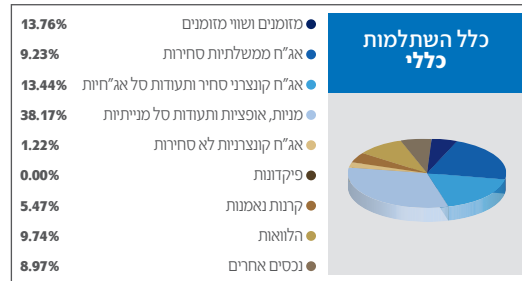 כלל השתלמות
כללי
מזומנים ושווי מזומנים 13.76%
אג"ח ממשלתיות סחירות 9.23%
אג"ח קונצרני סחיר ותעודות סל אג"חיות 13.44%
מניות, אופציות ותעודות סל מנייתיות 38.17%
אג"ח קונצרניות לא סחירות 1.22%
פיקדונות 0.00%
קרנות נאמנות 5.47%
הלוואות 9.74%
נכסים אחרים 8.97%